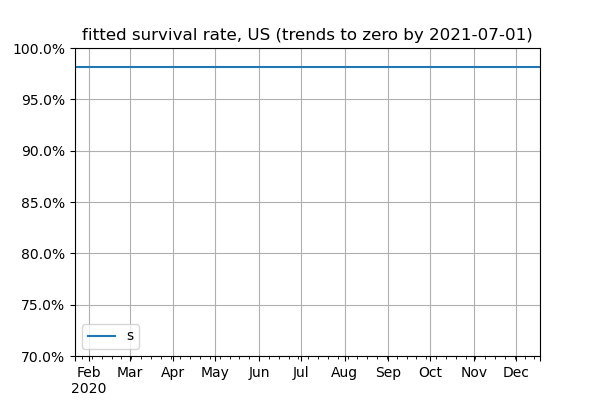 fitted survival rate, US (trends to zero by 2021-07-01)
100.0%
95.0%
90.0%
85.0%
80.0%
75.0%
70.0%
s
Feb Mar Apr May Jun Jul Aug Sep Oct Nov Dec
2020